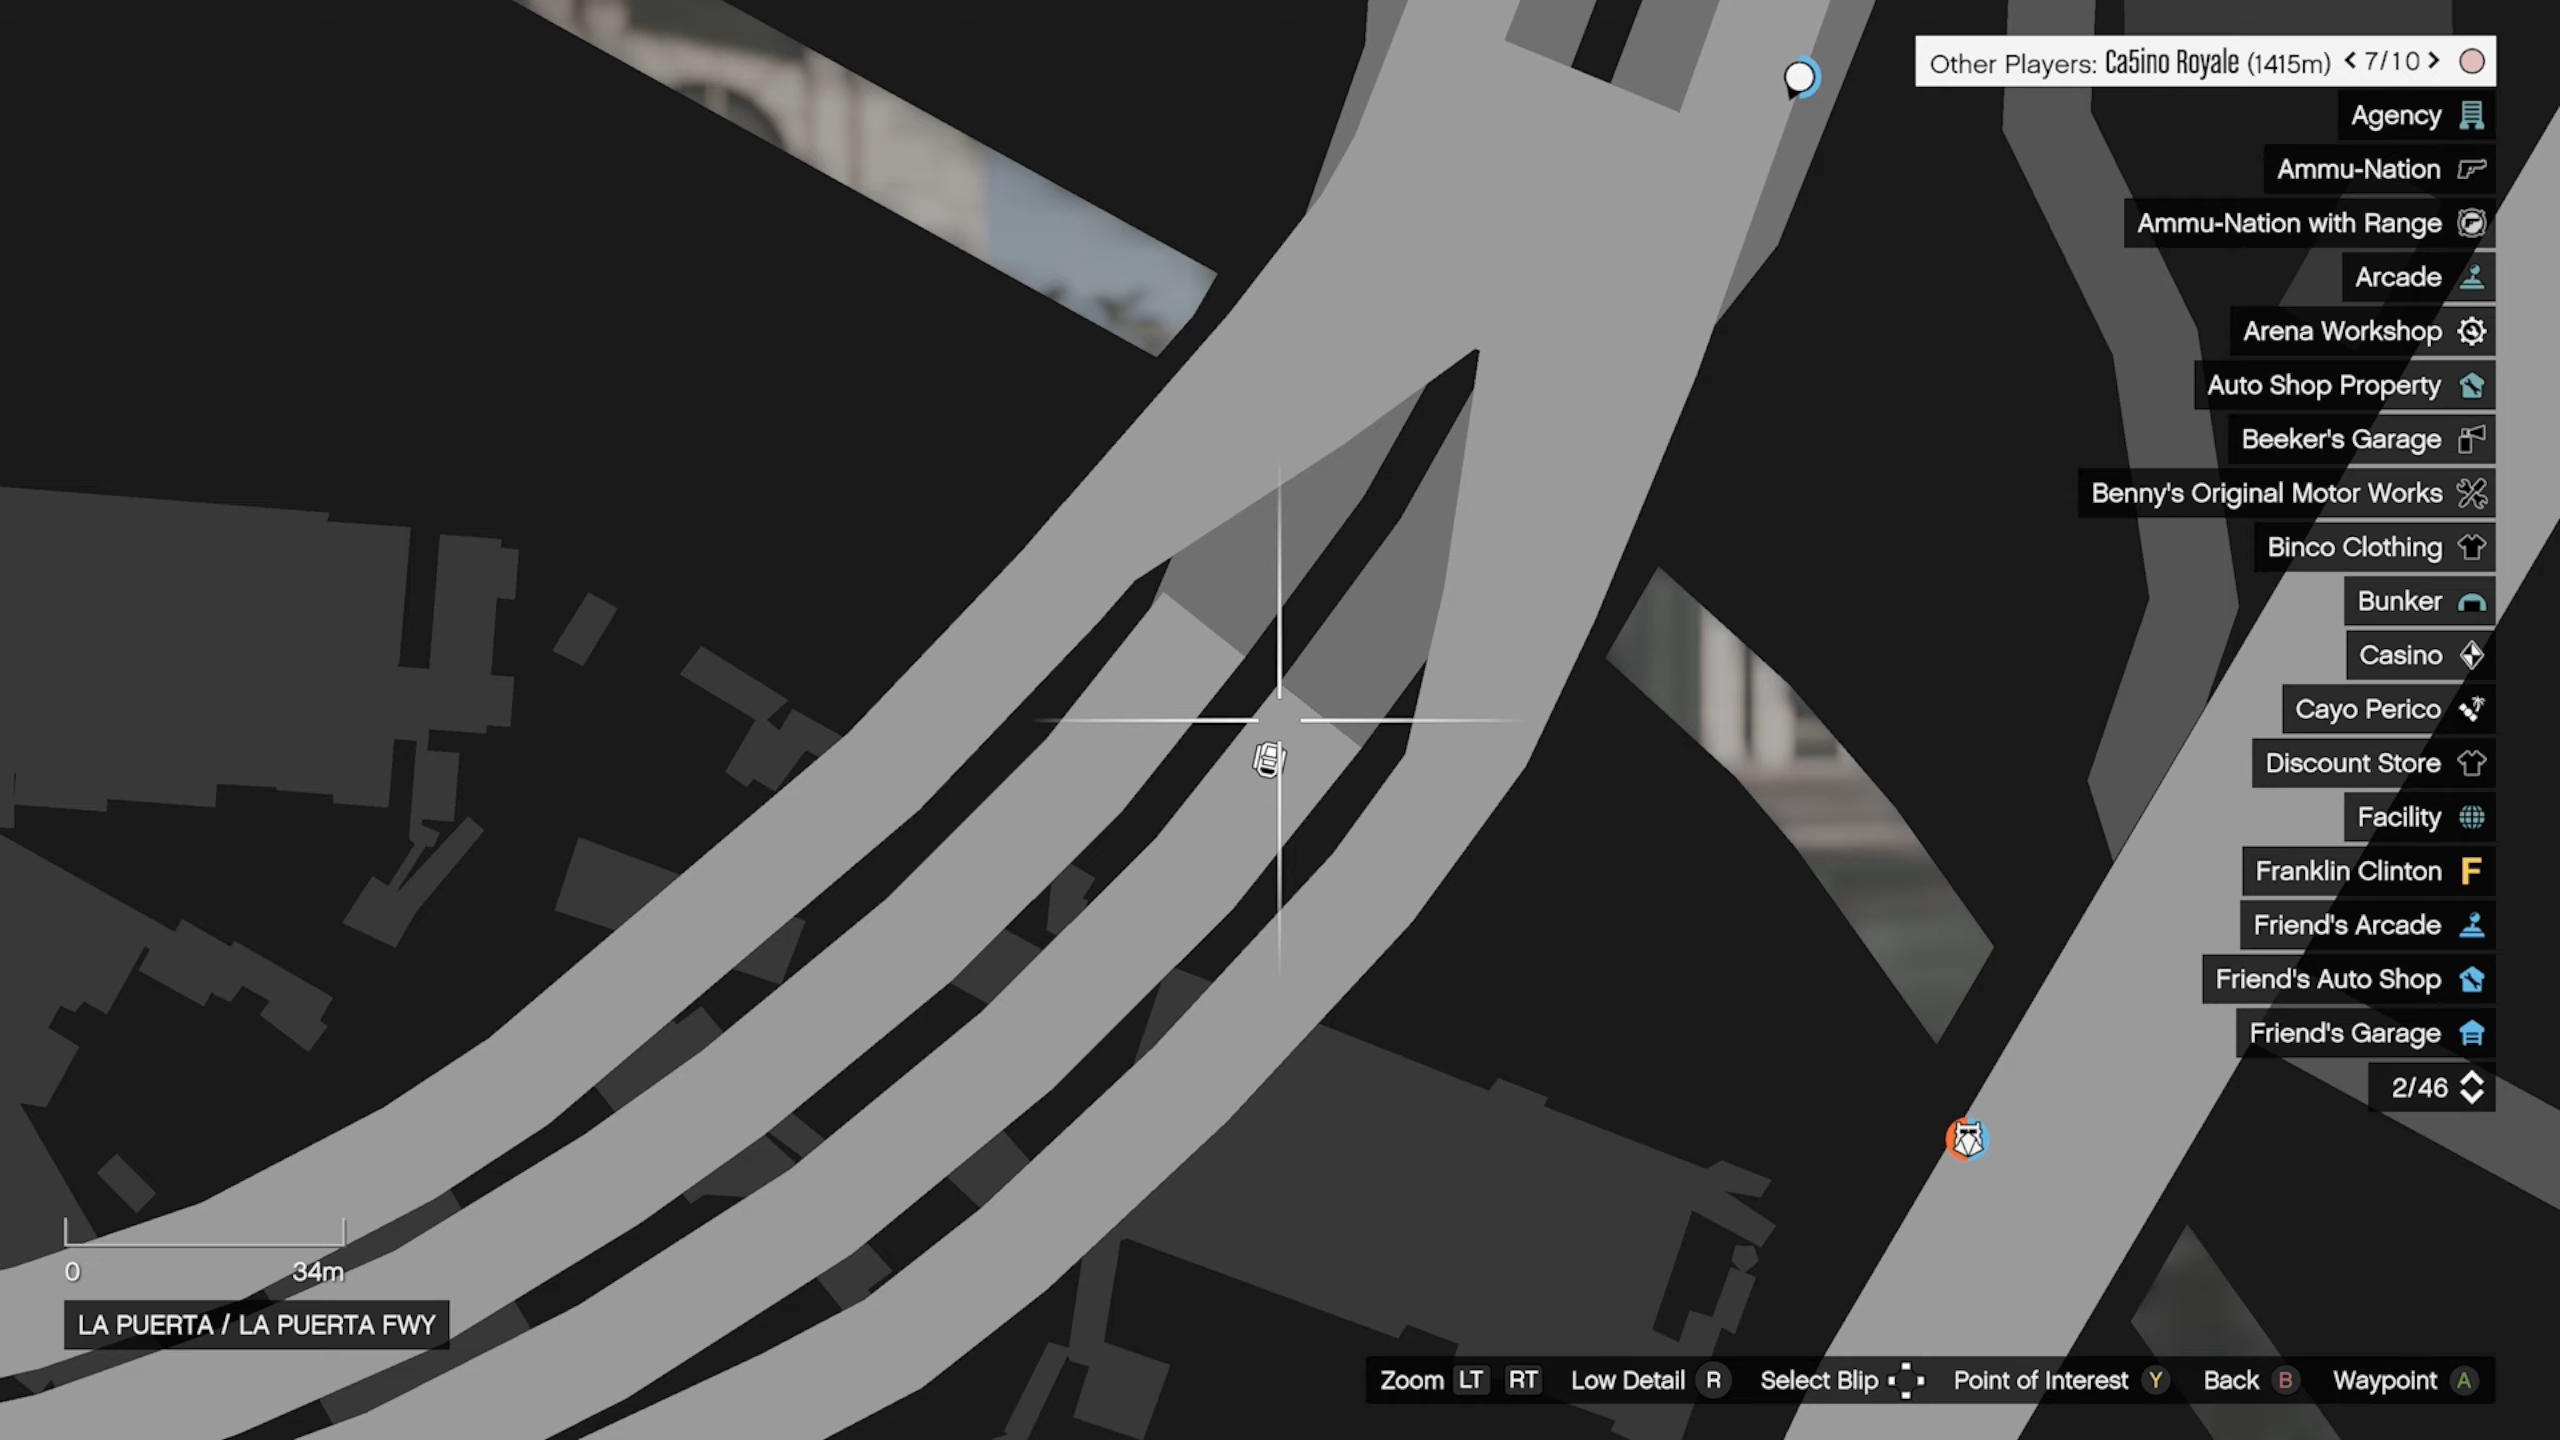 Other Players: Ca5ino Royale (1415m) < 7/10 >
Agency
Ammu-Nation
Ammu-Nation with Range
Arcade
Arena Workshop
Auto Shop Property
Beeker's Garage
Benny's Original Motor Works
Binco Clothing
Bunker
Casino
Cayo Perico
Discount Store
Facility
Franklin Clinton F
Friend's Arcade
Friend's Auto Shop
Friend's Garage
2/46
0 34m
LA PUERTA / LA PUERTA FWY
Zoom LT RT Low Detail R Select Blip Point of Interest Y Back B Waypoint A